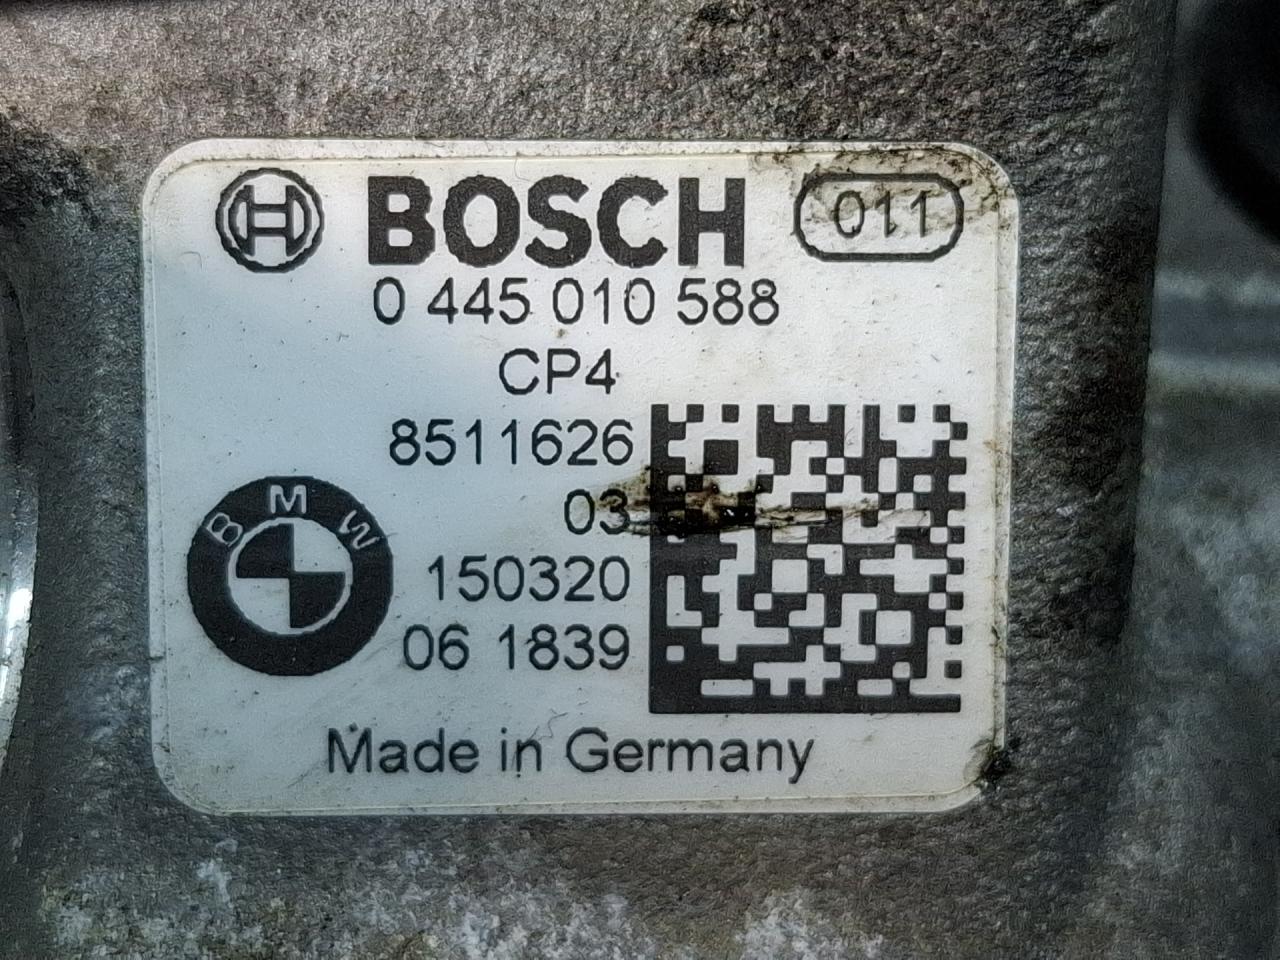 BOSCH 011
0 445 010 588
CP4
8511626
03
BMW
150320
06 1839
Made in Germany